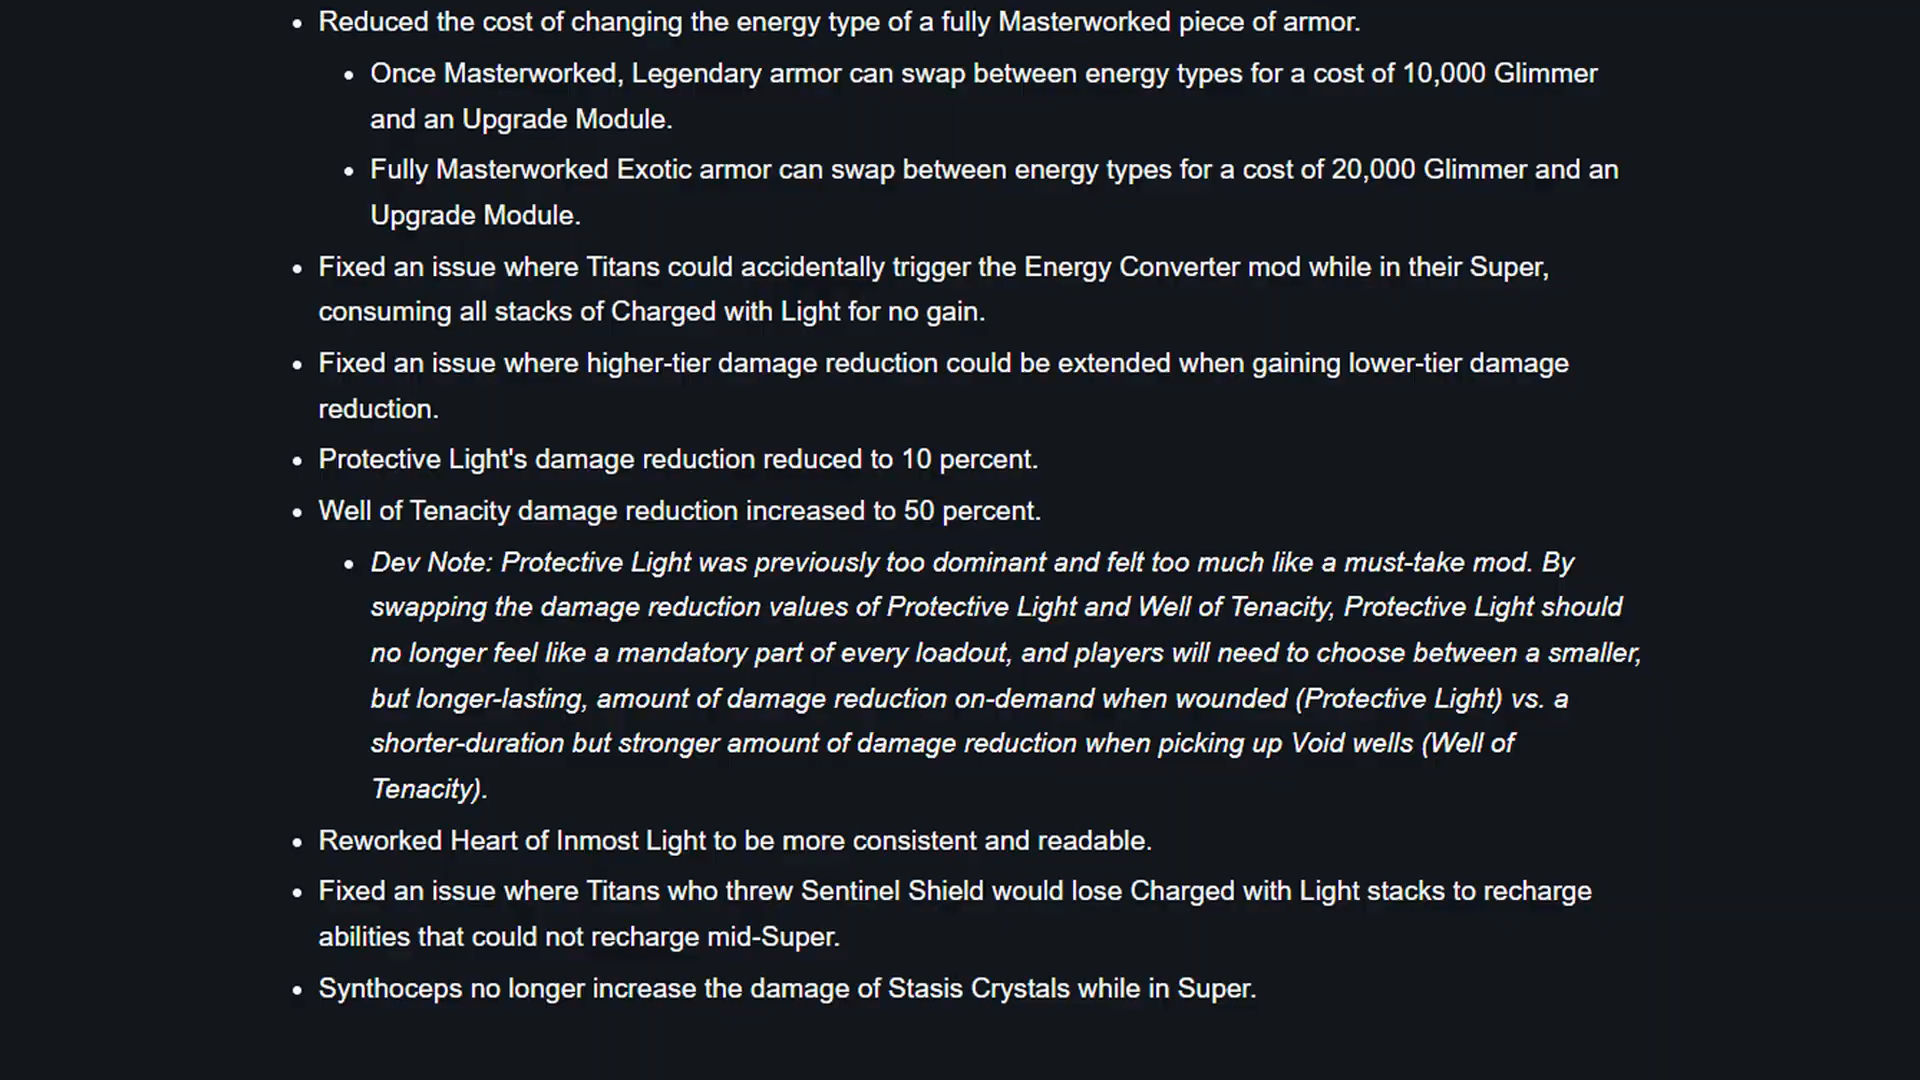 • Reduced the cost of changing the energy type of a fully Masterworked piece of armor.
• Once Masterworked, Legendary armor can swap between energy types for a cost of 10,000 Glimmer
and an Upgrade Module.
• Fully Masterworked Exotic armor can swap between energy types for a cost of 20,000 Glimmer and an
Upgrade Module.
• Fixed an issue where Titans could accidentally trigger the Energy Converter mod while in their Super,
consuming all stacks of Charged with Light for no gain.
• Fixed an issue where higher-tier damage reduction could be extended when gaining lower-tier damage
reduction.
• Protective Light's damage reduction reduced to 10 percent.
• Well of Tenacity damage reduction increased to 50 percent.
• Dev Note: Protective Light was previously too dominant and felt too much like a must-take mod. By
swapping the damage reduction values of Protective Light and Well of Tenacity, Protective Light should
no longer feel like a mandatory part of every loadout, and players will need to choose between a smaller,
but longer-lasting, amount of damage reduction on-demand when wounded (Protective Light) vs. a
shorter-duration but stronger amount of damage reduction when picking up Void wells (Well of
Tenacity).
• Reworked Heart of Inmost Light to be more consistent and readable.
• Fixed an issue where Titans who threw Sentinel Shield would lose Charged with Light stacks to recharge
abilities that could not recharge mid-Super.
• Synthoceps no longer increase the damage of Stasis Crystals while in Super.